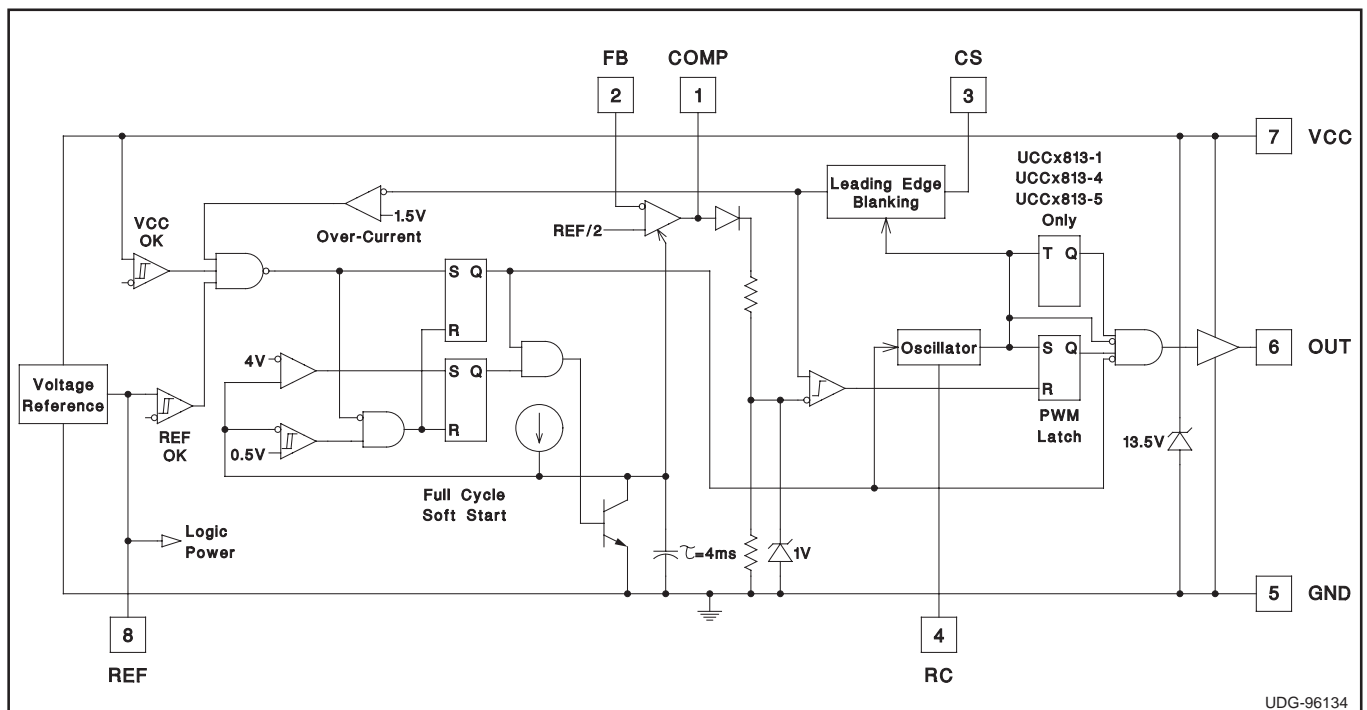 FB
COMP
CS
2
1
3
7
VCC
UCCx813-1
UCCx813-4
UCCx813-5
Only
Leading Edge
Blanking
1.5V
Over-Current
VCC
OK
REF/2
T Q
S Q
R
Oscillator
S Q
R
PWM
Latch
6
OUT
4V
S Q
R
Voltage
Reference
REF
OK
0.5V
13.5V
Full Cycle
Soft Start
Logic
Power
τ=4ms
1V
5
GND
8
REF
4
RC
UDG-96134